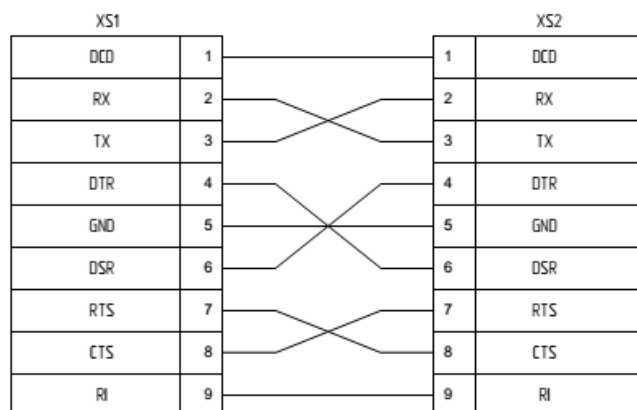 XS1 XS2
DCD 1 1 DCD
RX 2 2 RX
TX 3 3 TX
DTR 4 4 DTR
GND 5 5 GND
DSR 6 6 DSR
RTS 7 7 RTS
CTS 8 8 CTS
RI 9 9 RI